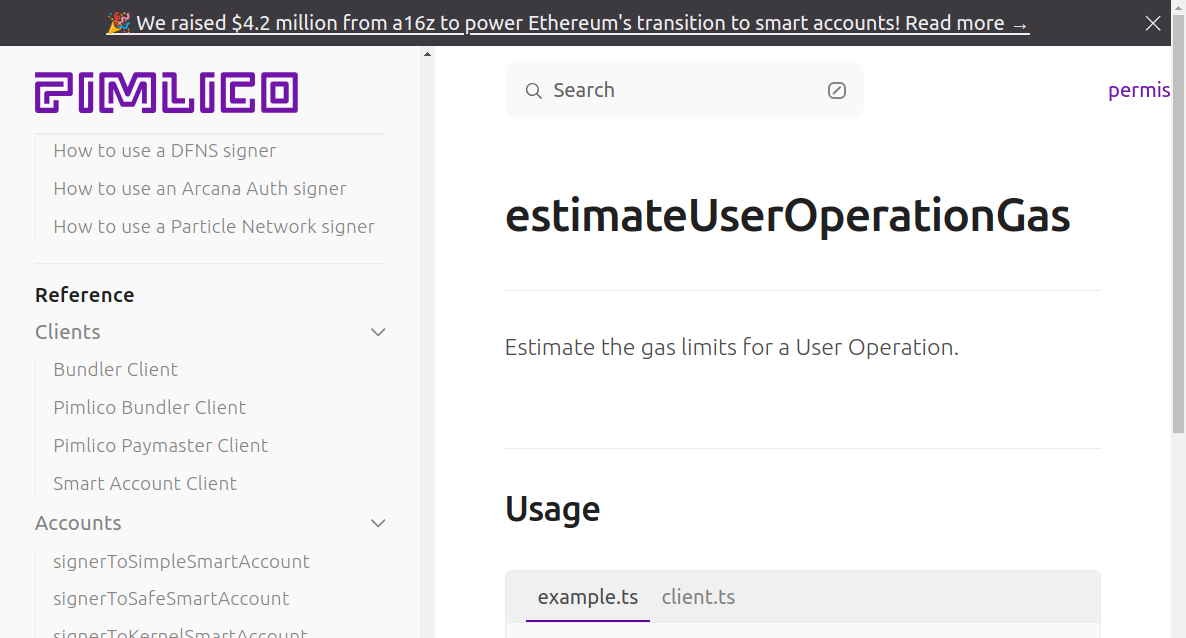 🎉 We raised $4.2 million from a16z to power Ethereum's transition to smart accounts! Read more →
PIMLICO
How to use a DFNS signer
How to use an Arcana Auth signer
How to use a Particle Network signer
Reference
Clients
Bundler Client
Pimlico Bundler Client
Pimlico Paymaster Client
Smart Account Client
Accounts
signerToSimpleSmartAccount
signerToSafeSmartAccount
signerToKernelSmartAccount
Search
permis
estimateUserOperationGas
Estimate the gas limits for a User Operation.
Usage
example.ts client.ts